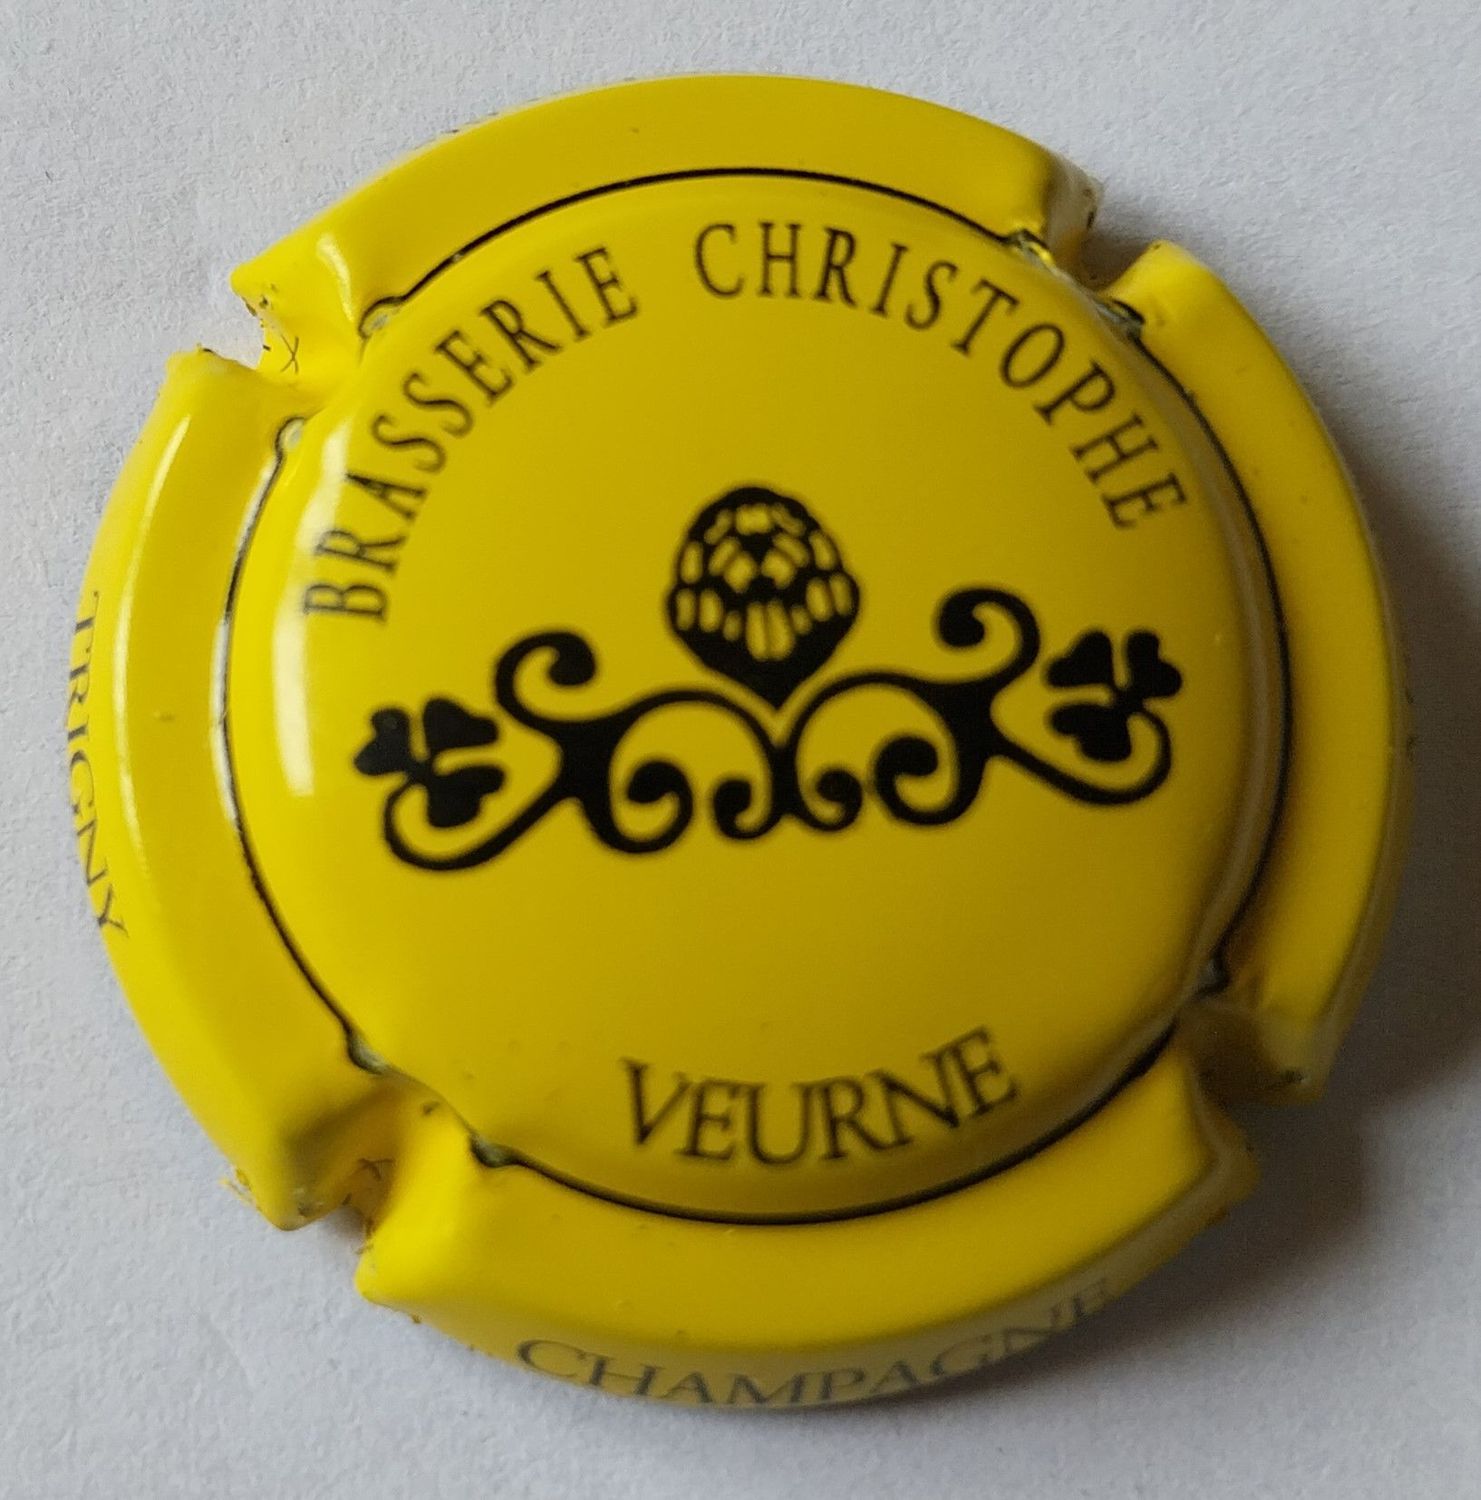 BRASSERIE CHRISTOPHE
VEURNE
TRIGNY
CHAMPAGNE